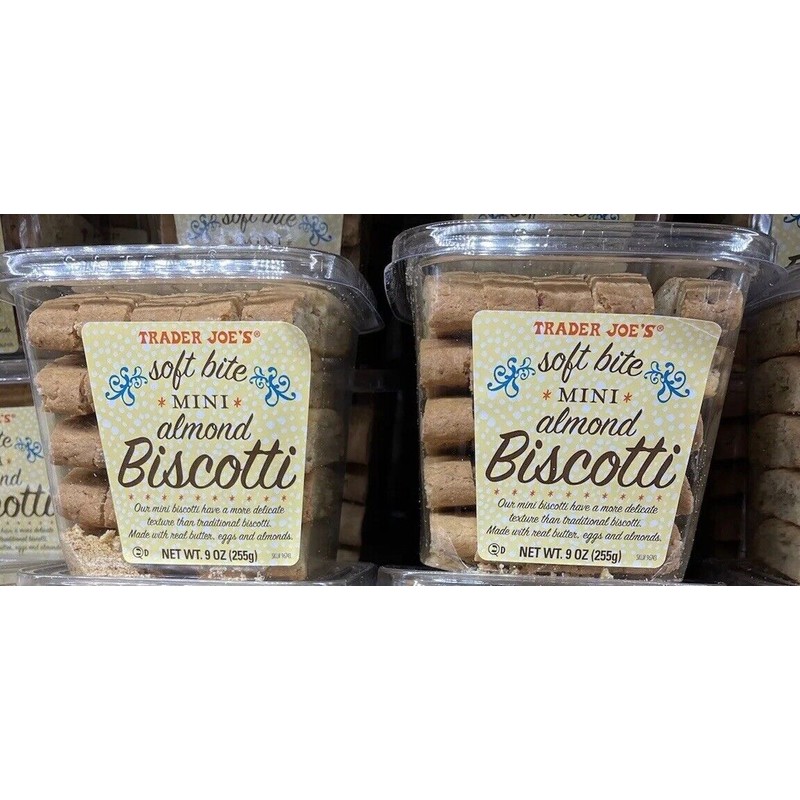 soft bite
MINI
TRADER JOE'S®
soft bite
* MINI *
almond
Biscotti
Our mini biscotti have a more delicate
texture than traditional biscotti.
Made with real butter, eggs and almonds.
D
NET WT. 9 OZ (255g)
TRADER JOE'S®
soft bite
* MINI *
almond
Biscotti
Our mini biscotti have a more delicate
texture than traditional biscotti.
Made with real butter, eggs and almonds.
D
NET WT. 9 OZ (255g)